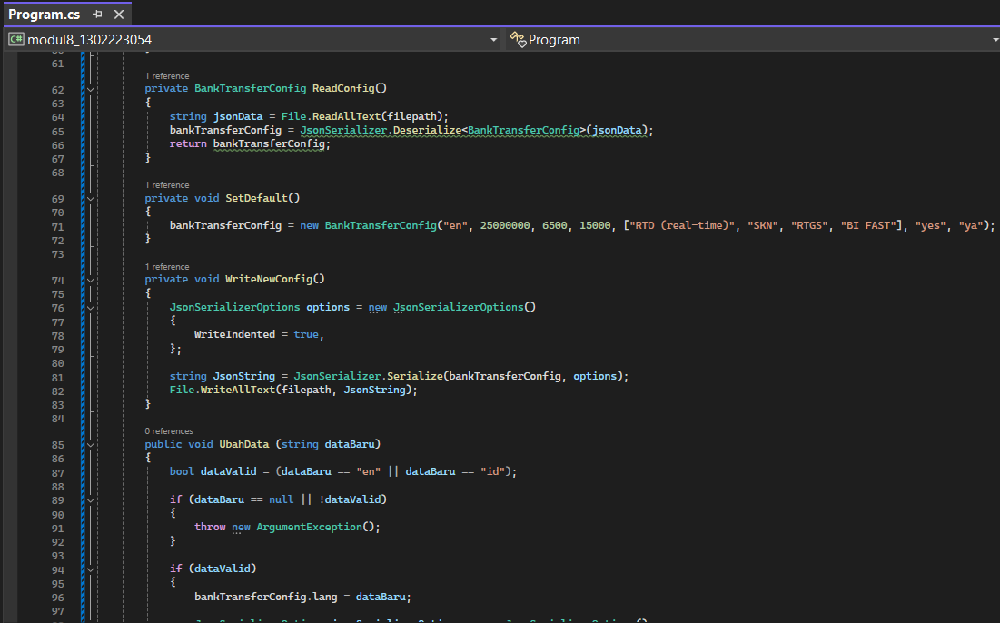 Program.cs
C# modul8_1302223054 Program
61
1 reference
62 private BankTransferConfig ReadConfig()
63 {
64 string jsonData = File.ReadAllText(filepath);
65 bankTransferConfig = JsonSerializer.Deserialize<BankTransferConfig>(jsonData);
66 return bankTransferConfig;
67 }
68
1 reference
69 private void SetDefault()
70 {
71 bankTransferConfig = new BankTransferConfig("en", 25000000, 6500, 15000, ["RTO (real-time)", "SKN", "RTGS", "BI FAST"], "yes", "ya");
72 }
73
1 reference
74 private void WriteNewConfig()
75 {
76 JsonSerializerOptions options = new JsonSerializerOptions()
77 {
78 WriteIndented = true,
79 };
80
81 string JsonString = JsonSerializer.Serialize(bankTransferConfig, options);
82 File.WriteAllText(filepath, JsonString);
83 }
84
0 references
85 public void UbahData (string dataBaru)
86 {
87 bool dataValid = (dataBaru == "en" || dataBaru == "id");
88
89 if (dataBaru == null || !dataValid)
90 {
91 throw new ArgumentException();
92 }
93
94 if (dataValid)
95 {
96 bankTransferConfig.lang = dataBaru;
97